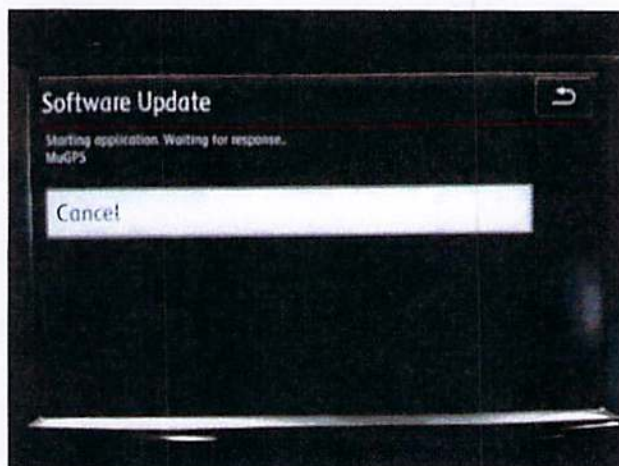 Software Update
Starting application. Waiting for response..
MuGPS
Cancel